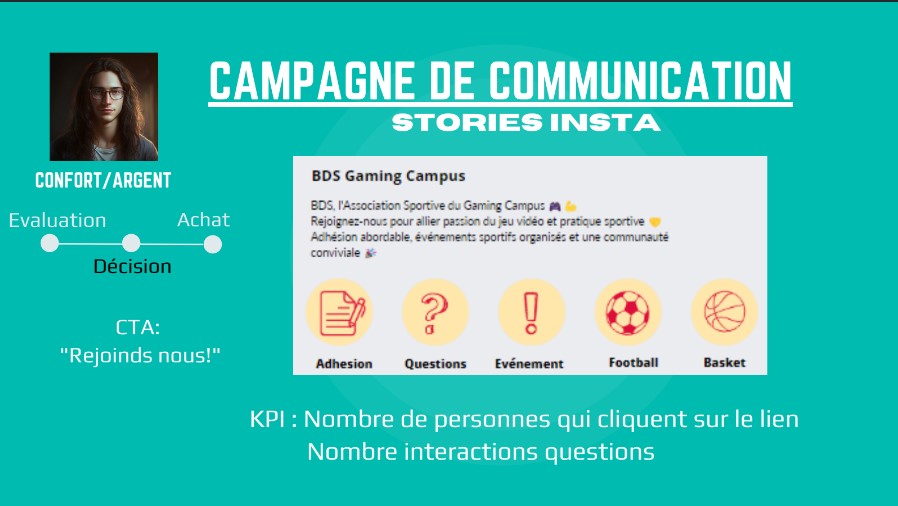 CAMPAGNE DE COMMUNICATION
STORIES INSTA
CONFORT/ARGENT
Evaluation
Achat
Décision
CTA:
"Rejoinds nous!"
BDS Gaming Campus
BDS, l'Association Sportive du Gaming Campus 🎮 💪
Rejoignez-nous pour allier passion du jeu vidéo et pratique sportive 🤝
Adhésion abordable, événements sportifs organisés et une communauté
conviviale 🎉
Adhesion
Questions
Evénement
Football
Basket
KPI : Nombre de personnes qui cliquent sur le lien
Nombre interactions questions